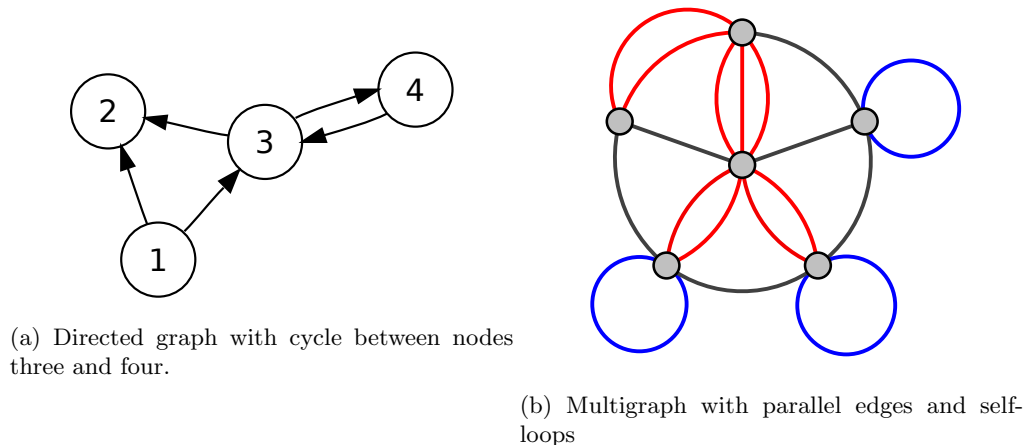 2
4
3
1
(a) Directed graph with cycle between nodes
three and four.
(b) Multigraph with parallel edges and self-
loops